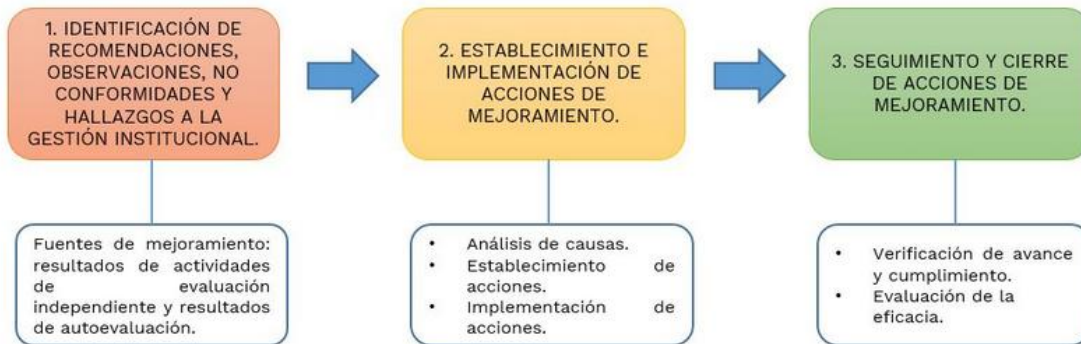 1. IDENTIFICACIÓN DE
RECOMENDACIONES,
OBSERVACIONES, NO
CONFORMIDADES Y
HALLAZGOS A LA
GESTIÓN INSTITUCIONAL.
2. ESTABLECIMIENTO E
IMPLEMENTACIÓN DE
ACCIONES DE
MEJORAMIENTO.
3. SEGUIMIENTO Y CIERRE
DE ACCIONES DE
MEJORAMIENTO.
Fuentes de mejoramiento:
resultados de actividades
de evaluación
independiente y resultados
de autoevaluación.
• Análisis de causas.
• Establecimiento de
acciones.
• Implementación de
acciones.
• Verificación de avance
y cumplimiento.
• Evaluación de la
eficacia.